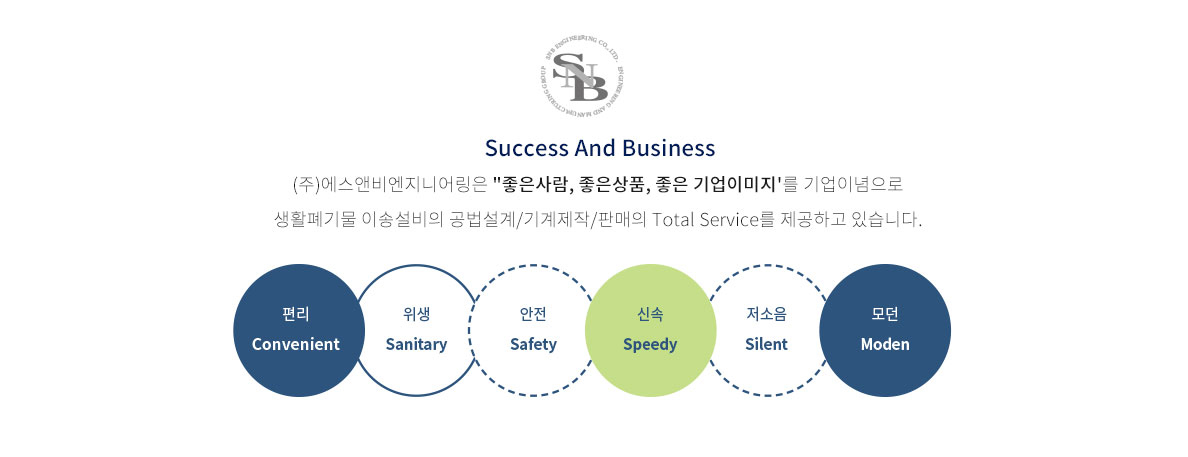 SNB ENGINEERING CO., LTD.
ENGINEERING AND MANUFACTURING GROUP
SNB
Success And Business
(주)에스앤비엔지니어링은 "좋은사람, 좋은상품, 좋은 기업이미지'를 기업이념으로
생활폐기물 이송설비의 공법설계/기계제작/판매의 Total Service를 제공하고 있습니다.
편리
Convenient
위생
Sanitary
안전
Safety
신속
Speedy
저소음
Silent
모던
Moden